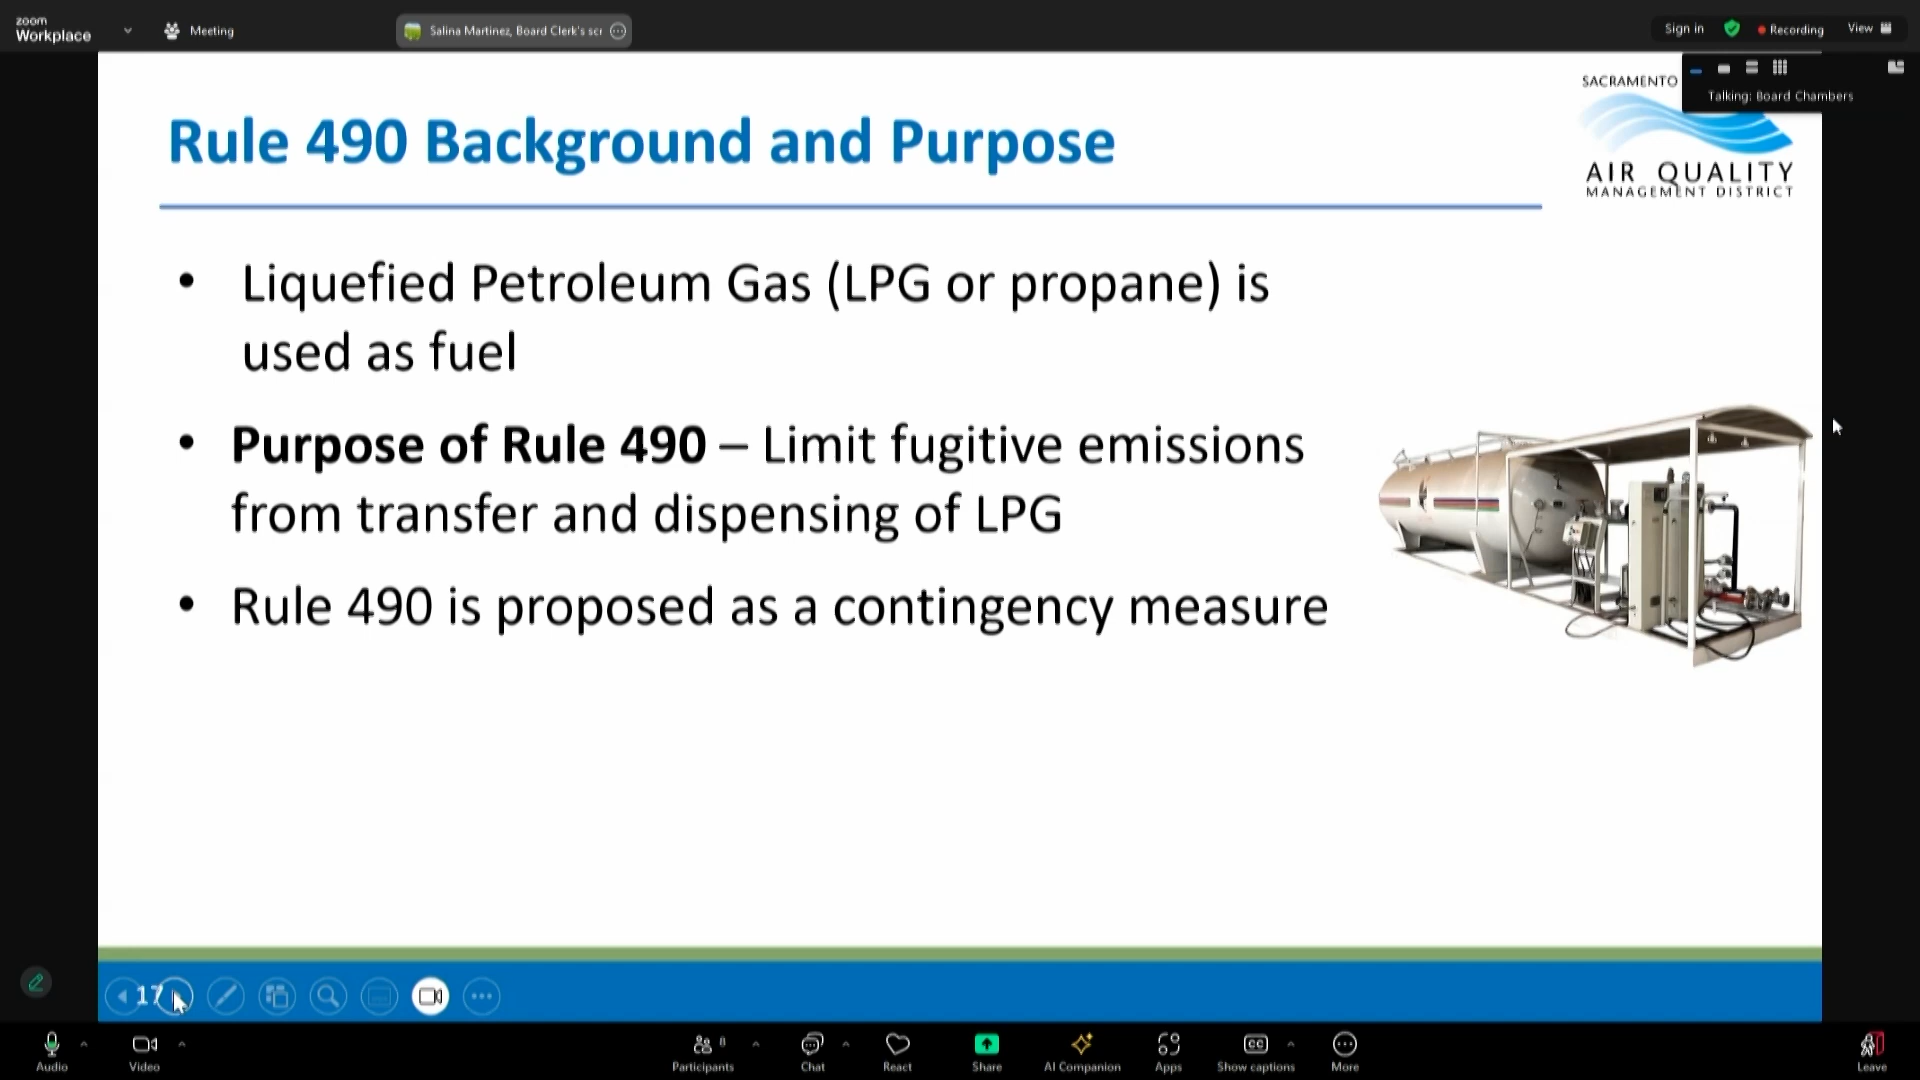 zoom
Workplace
Meeting
Salina Martinez, Board Clerk's scr
Sign in
Recording
View
Talking: Board Chambers
SACRAMENTO
AIR QUALITY
MANAGEMENT DISTRICT
Rule 490 Background and Purpose
• Liquefied Petroleum Gas (LPG or propane) is
used as fuel
• Purpose of Rule 490 – Limit fugitive emissions
from transfer and dispensing of LPG
• Rule 490 is proposed as a contingency measure
17
Audio
Video
Participants
8
Chat
React
Share
AI Companion
Apps
CC
Show captions
More
Leave